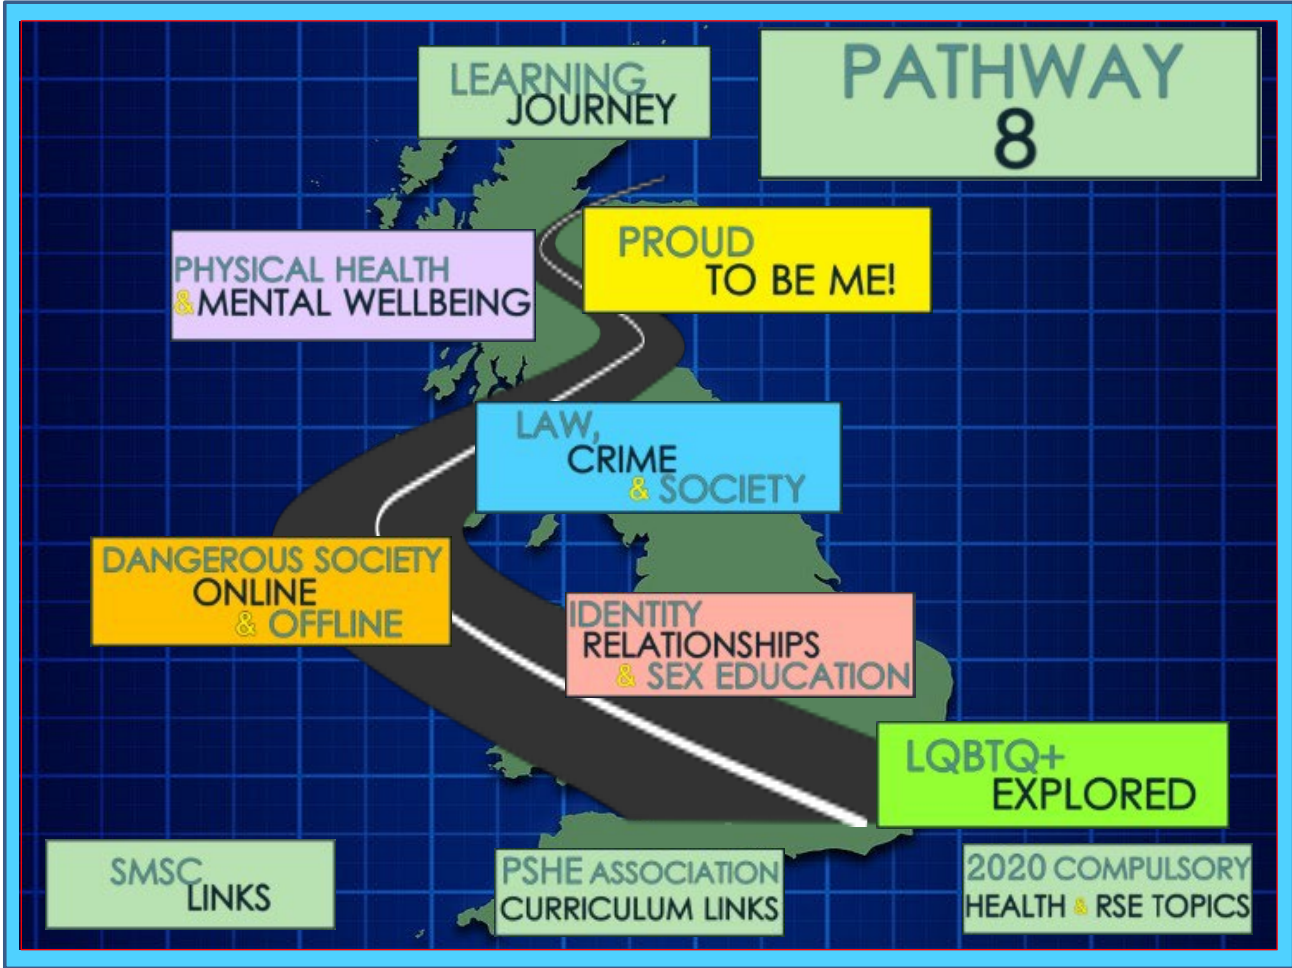 LEARNING
JOURNEY
PATHWAY
8
PHYSICAL HEALTH
& MENTAL WELLBEING
PROUD
TO BE ME!
LAW,
CRIME
& SOCIETY
DANGEROUS SOCIETY
ONLINE
& OFFLINE
IDENTITY
RELATIONSHIPS
& SEX EDUCATION
LQBTQ+
EXPLORED
SMSC
LINKS
PSHE ASSOCIATION
CURRICULUM LINKS
2020 COMPULSORY
HEALTH & RSE TOPICS